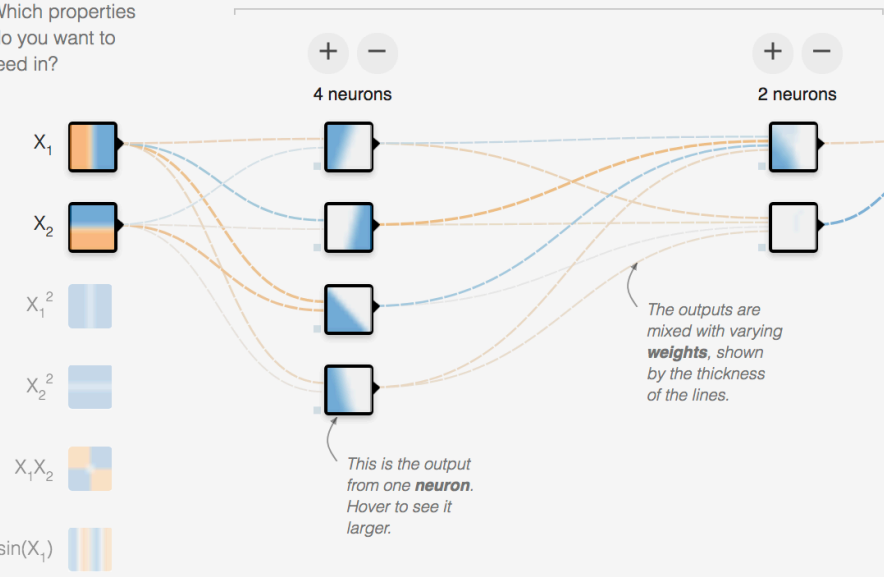 Which properties
do you want to
feed in?
+ −
+ −
4 neurons
2 neurons
X₁
X₂
X₁²
X₂²
X₁X₂
sin(X₁)
The outputs are
mixed with varying
weights, shown
by the thickness
of the lines.
This is the output
from one neuron.
Hover to see it
larger.